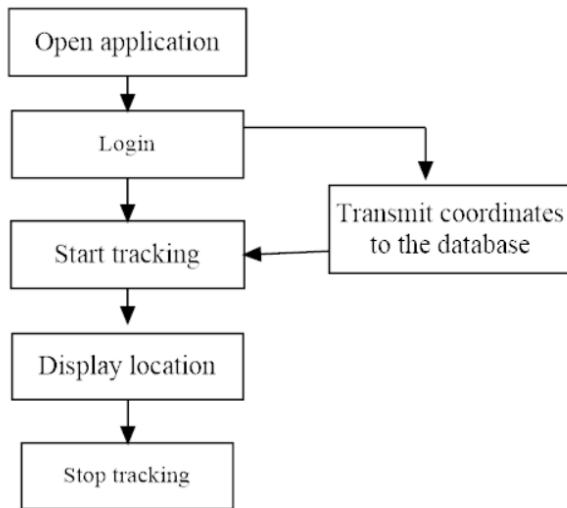 Open application
Login
Transmit coordinates
to the database
Start tracking
Display location
Stop tracking